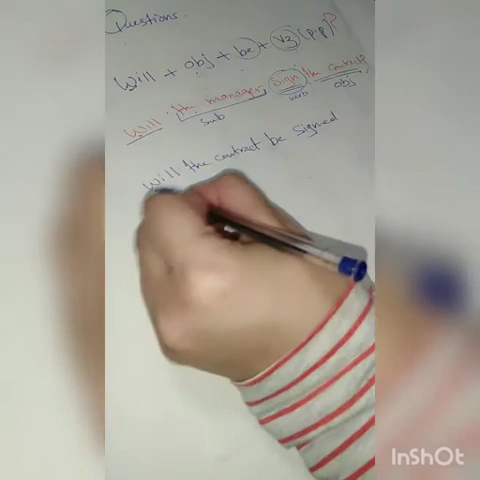 Questions.
Will + obj + be + V3 (p.p)?
Will the manager sign the contract?
sub verb obj
Will the contract be signed
InShOt